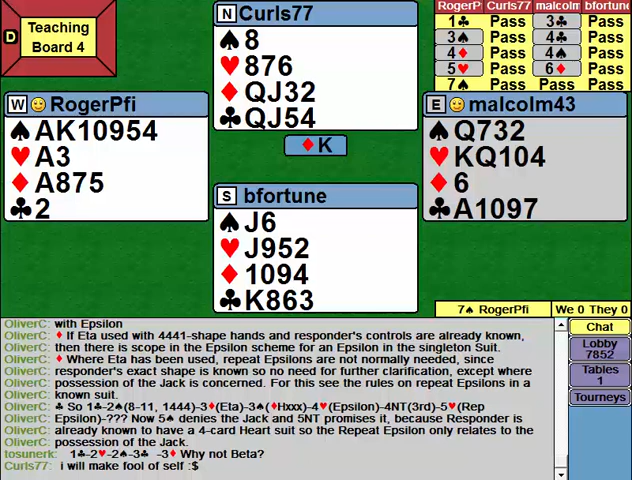 D
Teaching
Board 4
N Curls77
♠ 8
♥ 876
♦ QJ32
♣ QJ54
RogerP Curls77 malcolm bfortune
1♣ Pass 3♣ Pass
3♠ Pass 4♣ Pass
4♦ Pass 4♠ Pass
5♥ Pass 6♦ Pass
7♠ Pass Pass Pass
W RogerPfi
♠ AK10954
♥ A3
♦ A875
♣ 2
♦ K
E malcolm43
♠ Q732
♥ KQ104
♦ 6
♣ A1097
S bfortune
♠ J6
♥ J952
♦ 1094
♣ K863
7♠ RogerPfi We 0 They 0
OliverC: with Epsilon
OliverC: ♦ If Eta used with 4441-shape hands and responder's controls are already known,
then there is scope in the Epsilon scheme for an Epsilon in the singleton Suit.
OliverC: ♦ Where Eta has been used, repeat Epsilons are not normally needed, since
responder's exact shape is known so no need for further clarification, except where
possession of the Jack is concerned. For this see the rules on repeat Epsilons in a
known suit.
OliverC: ♣ So 1♣-2♠(8-11, 1444)-3♦(Eta)-3♠(♦Hxxx)-4♥(Epsilon)-4NT(3rd)-5♥(Rep
Epsilon)-??? Now 5♠ denies the Jack and 5NT promises it, because Responder is
already known to have a 4-card Heart suit so the Repeat Epsilon only relates to the
possession of the Jack.
tosunerk: 1♣-2♥-2♠-3♣ -3♦ Why not Beta?
Curls77: i will make fool of self :$
Chat
Lobby
7852
Tables
1
Tourneys